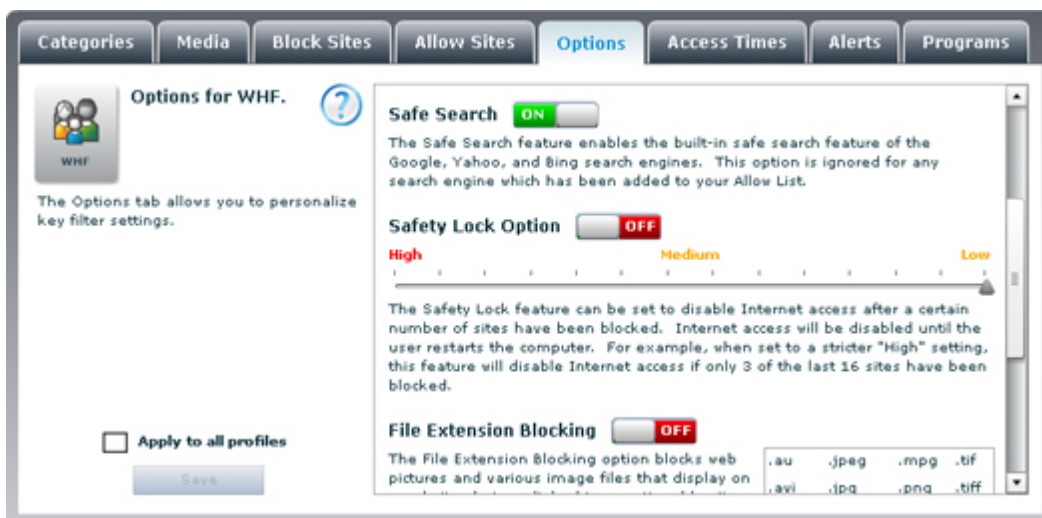 Categories Media Block Sites Allow Sites Options Access Times Alerts Programs
Options for WHF.
?
WHF
The Options tab allows you to personalize
key filter settings.
Apply to all profiles
Save
Safe Search ON
The Safe Search feature enables the built-in safe search feature of the
Google, Yahoo, and Bing search engines. This option is ignored for any
search engine which has been added to your Allow List.
Safety Lock Option OFF
High Medium Low
The Safety Lock feature can be set to disable Internet access after a certain
number of sites have been blocked. Internet access will be disabled until the
user restarts the computer. For example, when set to a stricter "High" setting,
this feature will disable Internet access if only 3 of the last 16 sites have been
blocked.
File Extension Blocking OFF
The File Extension Blocking option blocks web
pictures and various image files that display on
.au .jpeg .mpg .tif
.avi .jpg .png .tiff